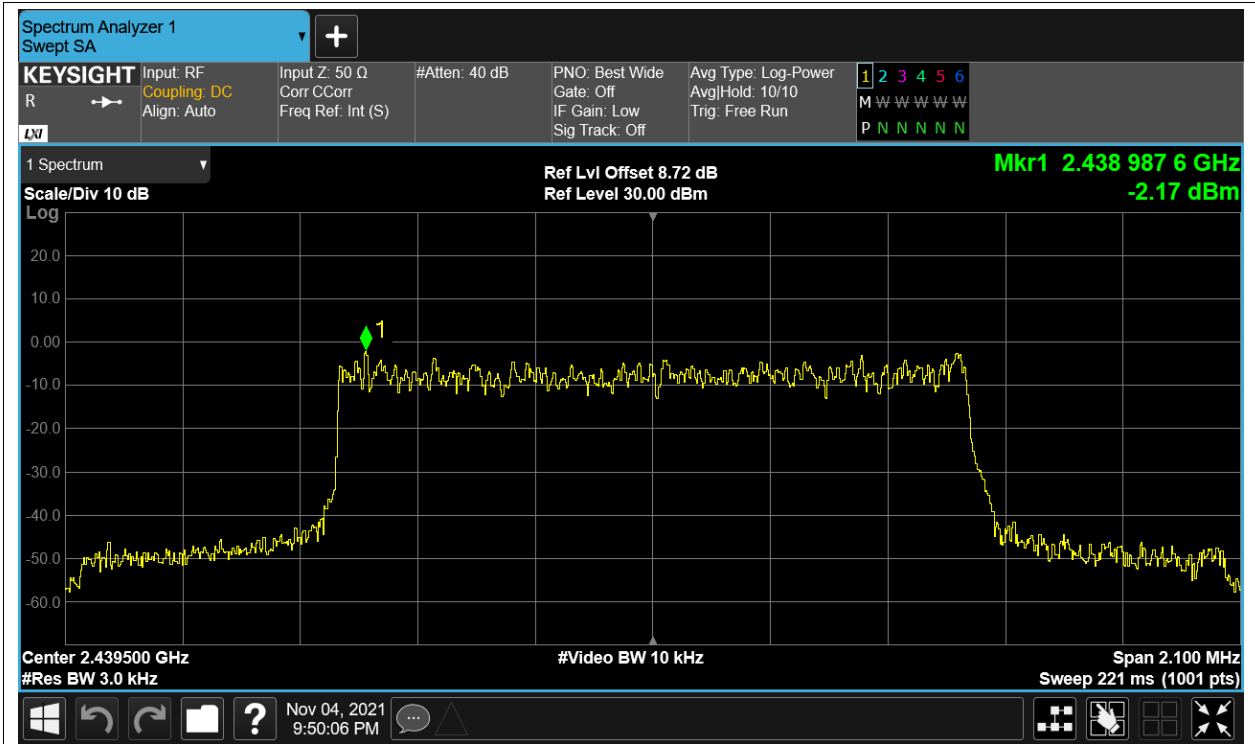 Spectrum Analyzer 1
Swept SA
KEYSIGHT
R
LXI
Input: RF
Coupling: DC
Align: Auto
Input Z: 50 Ω
Corr CCorr
Freq Ref: Int (S)
#Atten: 40 dB
PNO: Best Wide
Gate: Off
IF Gain: Low
Sig Track: Off
Avg Type: Log-Power
Avg|Hold: 10/10
Trig: Free Run
1 2 3 4 5 6
M W W W W W
P N N N N N
1 Spectrum
Scale/Div 10 dB
Ref Lvl Offset 8.72 dB
Ref Level 30.00 dBm
Mkr1 2.438 987 6 GHz
-2.17 dBm
Log
20.0
10.0
0.00
-10.0
-20.0
-30.0
-40.0
-50.0
-60.0
1
Center 2.439500 GHz
#Res BW 3.0 kHz
#Video BW 10 kHz
Span 2.100 MHz
Sweep 221 ms (1001 pts)
?
Nov 04, 2021
9:50:06 PM